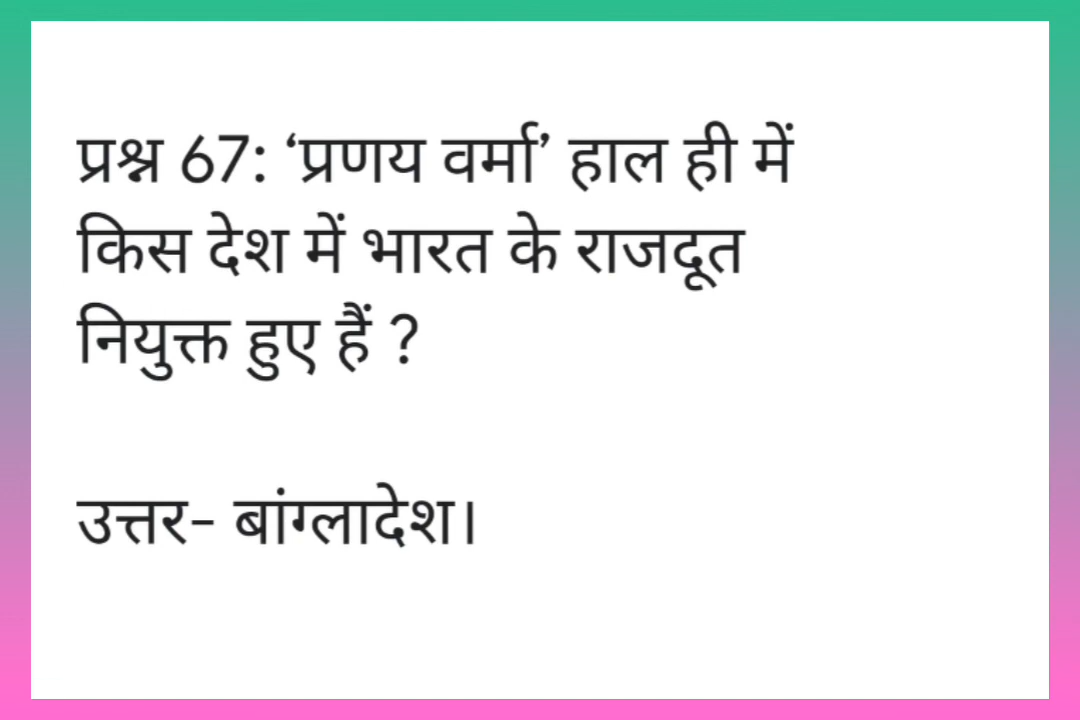 प्रश्न 67: ‘प्रणय वर्मा’ हाल ही में
किस देश में भारत के राजदूत
नियुक्त हुए हैं ?
उत्तर- बांग्लादेश।